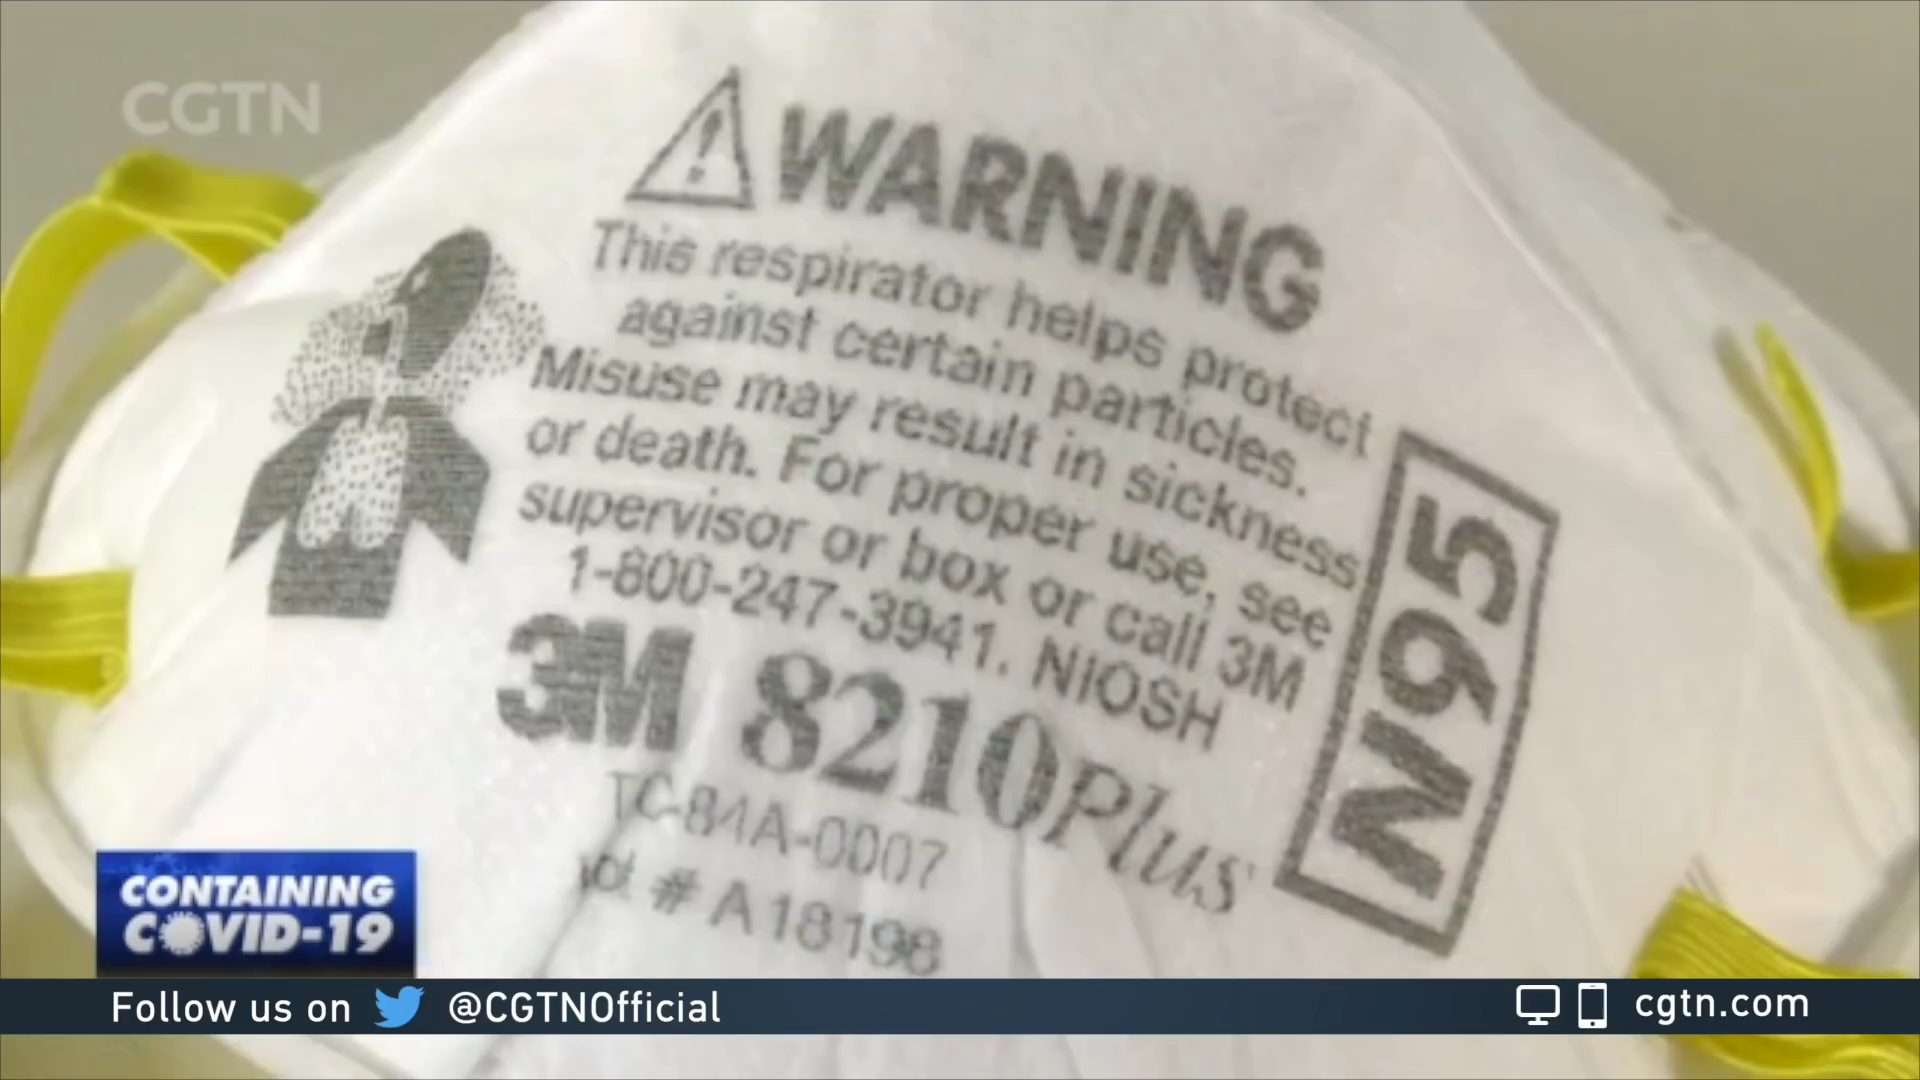 CGTN
WARNING
This respirator helps protect
against certain particles.
Misuse may result in sickness
or death. For proper use, see
supervisor or box or call 3M
1-800-247-3941. NIOSH
3M 8210Plus
N95
TC-84A-0007
# A18198
CONTAINING
COVID-19
Follow us on @CGTNOfficial
cgtn.com